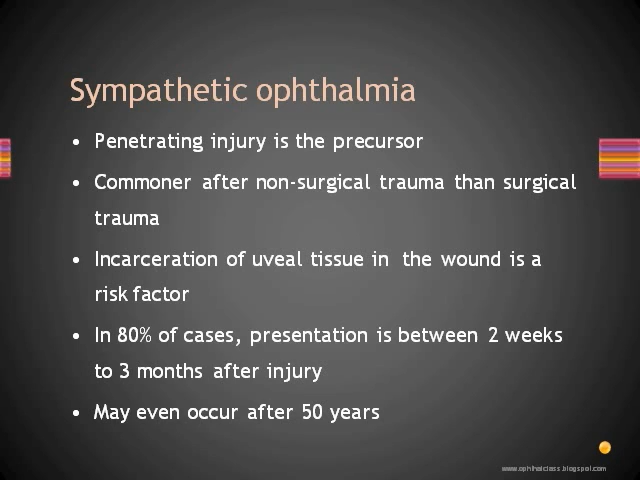 Sympathetic ophthalmia
• Penetrating injury is the precursor
• Commoner after non-surgical trauma than surgical
trauma
• Incarceration of uveal tissue in the wound is a
risk factor
• In 80% of cases, presentation is between 2 weeks
to 3 months after injury
• May even occur after 50 years
www.ophthalclass.blogspot.com